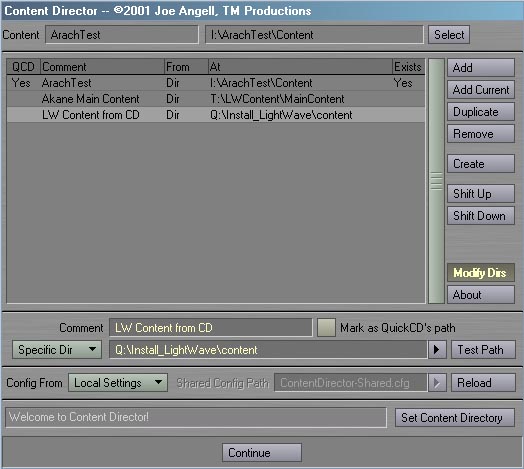 Content Director -- ©2001 Joe Angell, TM Productions
Content ArachTest I:\ArachTest\Content Select
QCD Comment From At Exists
Yes ArachTest Dir I:\ArachTest\Content Yes
Akane Main Content Dir T:\LWContent\MainContent
LW Content from CD Dir Q:\Install_LightWave\content
Add
Add Current
Duplicate
Remove
Create
Shift Up
Shift Down
Modify Dirs
About
Comment LW Content from CD Mark as QuickCD's path
Specific Dir Q:\Install_LightWave\content Test Path
Config From Local Settings Shared Config Path ContentDirector-Shared.cfg Reload
Welcome to Content Director! Set Content Directory
Continue